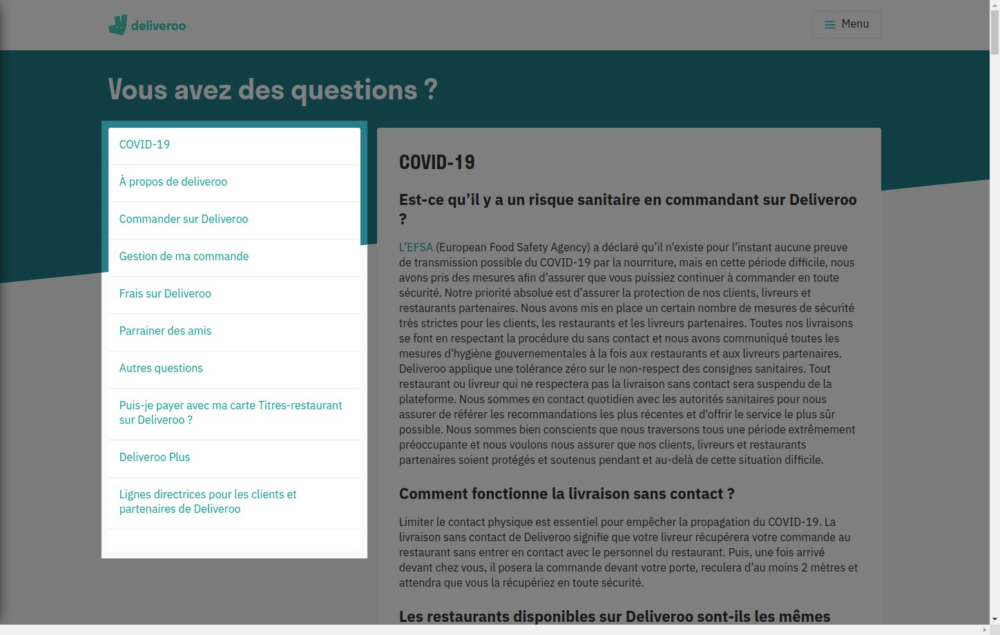 deliveroo
Menu
Vous avez des questions ?
COVID-19
À propos de deliveroo
Commander sur Deliveroo
Gestion de ma commande
Frais sur Deliveroo
Parrainer des amis
Autres questions
Puis-je payer avec ma carte Titres-restaurant
sur Deliveroo ?
Deliveroo Plus
Lignes directrices pour les clients et
partenaires de Deliveroo
COVID-19
Est-ce qu’il y a un risque sanitaire en commandant sur Deliveroo
?
L’EFSA (European Food Safety Agency) a déclaré qu’il n'existe pour l’instant aucune preuve
de transmission possible du COVID-19 par la nourriture, mais en cette période difficile, nous
avons pris des mesures afin d’assurer que vous puissiez continuer à commander en toute
sécurité. Notre priorité absolue est d’assurer la protection de nos clients, livreurs et
restaurants partenaires. Nous avons mis en place un certain nombre de mesures de sécurité
très strictes pour les clients, les restaurants et les livreurs partenaires. Toutes nos livraisons
se font en respectant la procédure du sans contact et nous avons communiqué toutes les
mesures d'hygiène gouvernementales à la fois aux restaurants et aux livreurs partenaires.
Deliveroo applique une tolérance zéro sur le non-respect des consignes sanitaires. Tout
restaurant ou livreur qui ne respectera pas la livraison sans contact sera suspendu de la
plateforme. Nous sommes en contact quotidien avec les autorités sanitaires pour nous
assurer de référer les recommandations les plus récentes et d'offrir le service le plus sûr
possible. Nous sommes bien conscients que nous traversons tous une période extrêmement
préoccupante et nous voulons nous assurer que nos clients, livreurs et restaurants
partenaires soient protégés et soutenus pendant et au-delà de cette situation difficile.
Comment fonctionne la livraison sans contact ?
Limiter le contact physique est essentiel pour empêcher la propagation du COVID-19. La
livraison sans contact de Deliveroo signifie que votre livreur récupérera votre commande au
restaurant sans entrer en contact avec le personnel du restaurant. Puis, une fois arrivé
devant chez vous, il posera la commande devant votre porte, reculera d’au moins 2 mètres et
attendra que vous la récupériez en toute sécurité.
Les restaurants disponibles sur Deliveroo sont-ils les mêmes